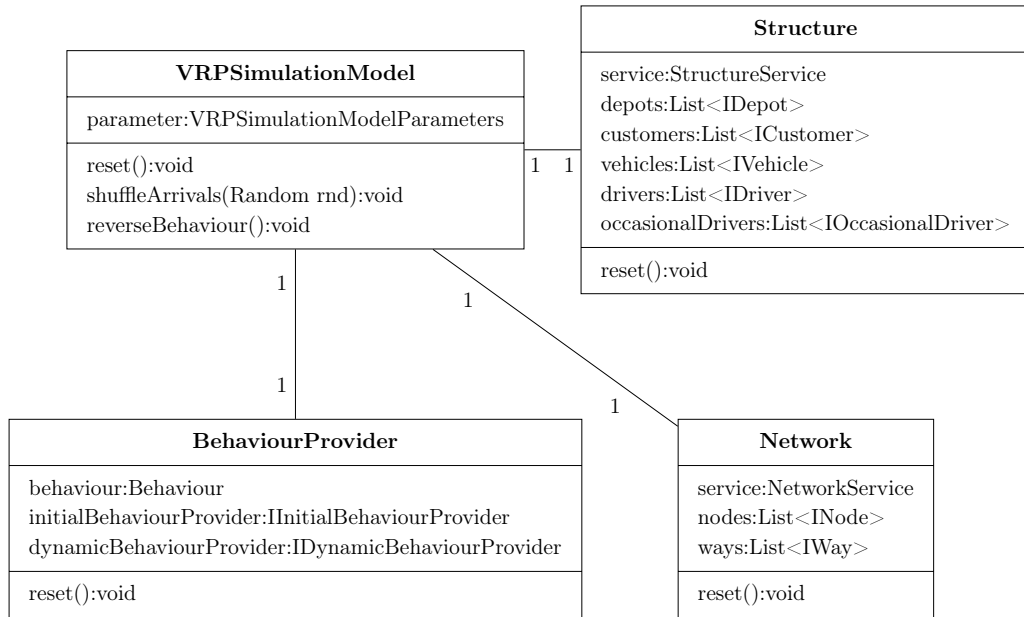 Structure
service:StructureService
depots:List<IDepot>
customers:List<ICustomer>
vehicles:List<IVehicle>
drivers:List<IDriver>
occasionalDrivers:List<IOccasionalDriver>
reset():void
VRPSimulationModel
parameter:VRPSimulationModelParameters
reset():void
shuffleArrivals(Random rnd):void
reverseBehaviour():void
1 1
1
1
1
1
BehaviourProvider
behaviour:Behaviour
initialBehaviourProvider:IInitialBehaviourProvider
dynamicBehaviourProvider:IDynamicBehaviourProvider
reset():void
Network
service:NetworkService
nodes:List<INode>
ways:List<IWay>
reset():void